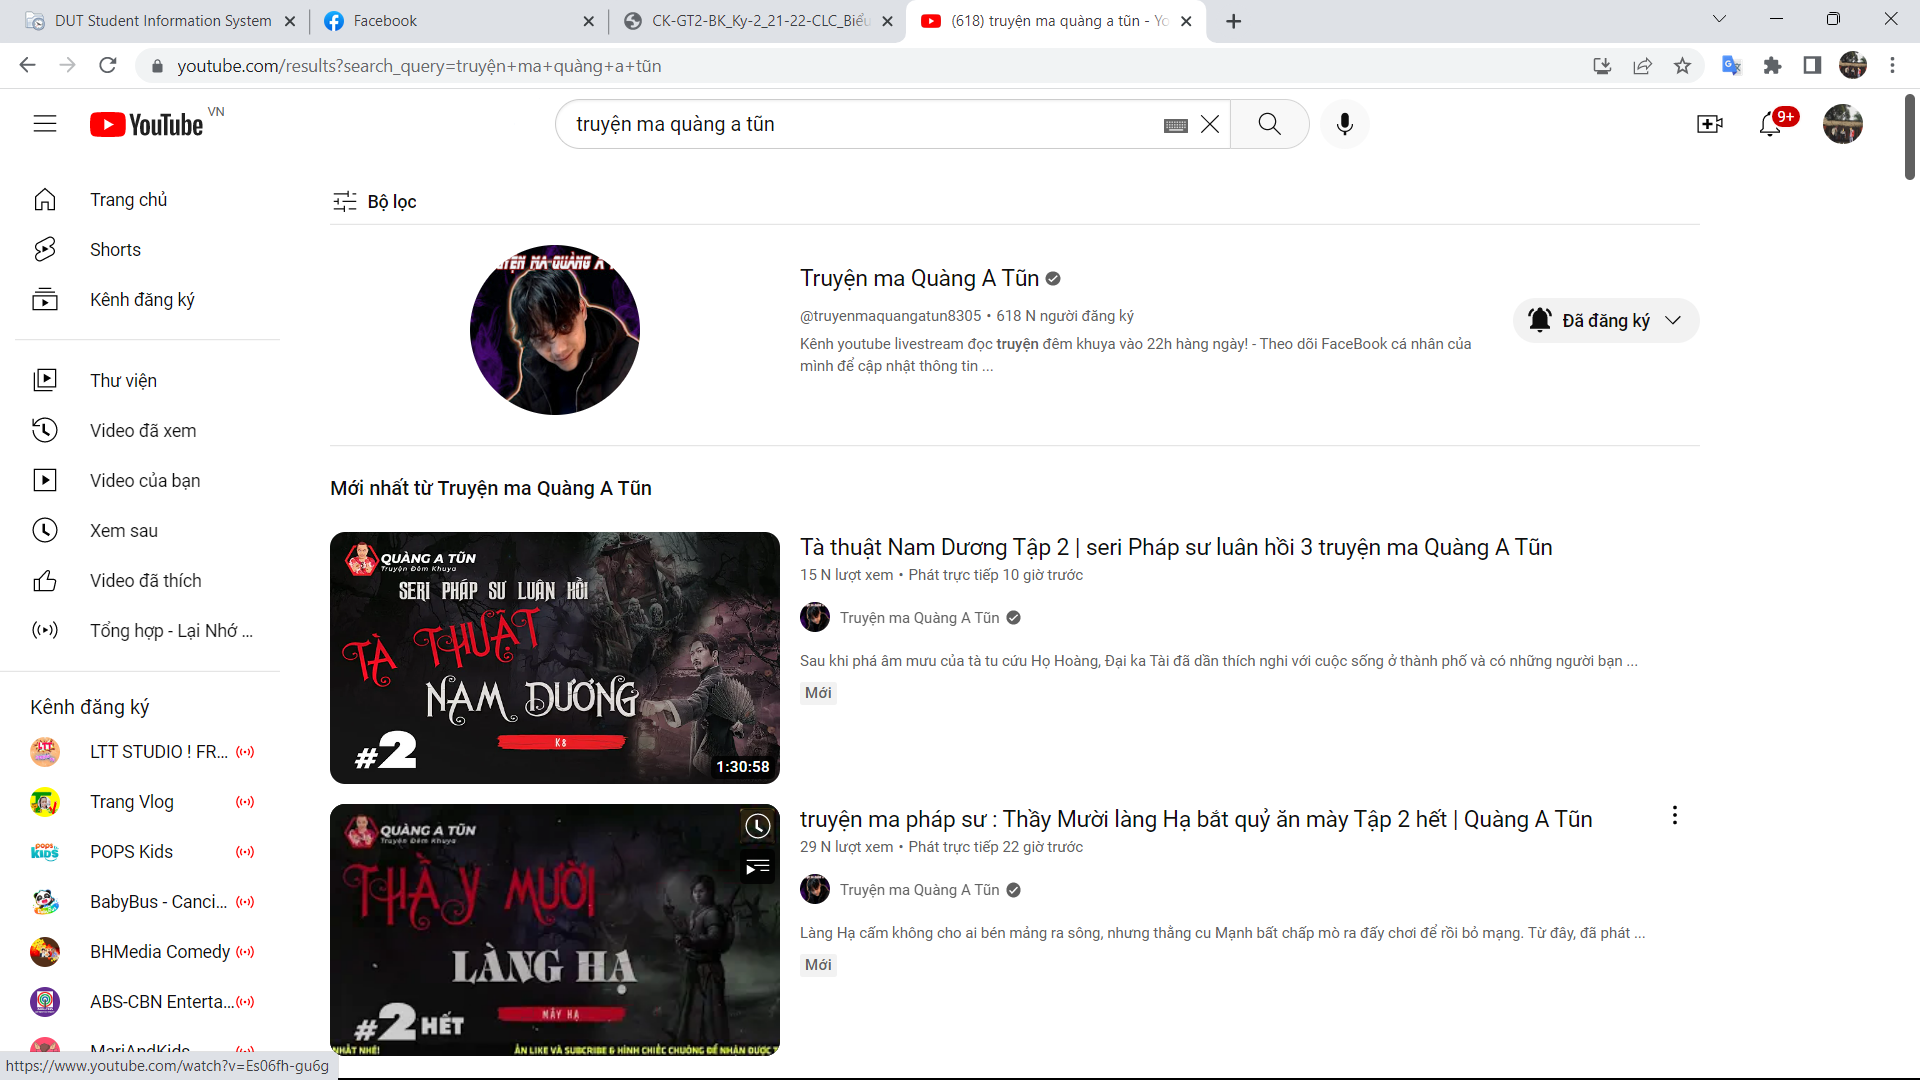 DUT Student Information System
Facebook
CK-GT2-BK_Ky-2_21-22-CLC_Biểu
(618) truyện ma quàng a tũn - Yo
youtube.com/results?search_query=truyện+ma+quàng+a+tũn
YouTube VN
truyện ma quàng a tũn
9+
Trang chủ
Shorts
Kênh đăng ký
Thư viện
Video đã xem
Video của bạn
Xem sau
Video đã thích
Tổng hợp - Lại Nhớ ...
Kênh đăng ký
LTT STUDIO ! FR...
Trang Vlog
POPS Kids
BabyBus - Canci...
BHMedia Comedy
ABS-CBN Enterta...
MariAndKids
https://www.youtube.com/watch?v=Es06fh-gu6g
Bộ lọc
Truyện ma Quàng A Tũn
@truyenmaquangatun8305 • 618 N người đăng ký
Kênh youtube livestream đọc truyện đêm khuya vào 22h hàng ngày! - Theo dõi FaceBook cá nhân của
mình để cập nhật thông tin ...
Đã đăng ký
Mới nhất từ Truyện ma Quàng A Tũn
QUÀNG A TŨN
Truyện Đêm Khuya
SERI PHÁP SƯ LUÂN HỒI
TÀ THUẬT
NAM DƯƠNG
K8
#2
1:30:58
Tà thuật Nam Dương Tập 2 | seri Pháp sư luân hồi 3 truyện ma Quàng A Tũn
15 N lượt xem • Phát trực tiếp 10 giờ trước
Truyện ma Quàng A Tũn
Sau khi phá âm mưu của tà tu cứu Họ Hoàng, Đại ka Tài đã dần thích nghi với cuộc sống ở thành phố và có những người bạn ...
Mới
QUÀNG A TŨN
Truyện Đêm Khuya
THẦY MƯỜI
LÀNG HẠ
MÂY HẠ
#2 HẾT
NHẬT NHÉ!
ẤN LIKE VÀ SUBCRIBE & HÌNH CHIẾC CHUÔNG ĐỂ NHẬN ĐƯỢC T
truyện ma pháp sư : Thầy Mười làng Hạ bắt quỷ ăn mày Tập 2 hết | Quàng A Tũn
29 N lượt xem • Phát trực tiếp 22 giờ trước
Truyện ma Quàng A Tũn
Làng Hạ cấm không cho ai bén mảng ra sông, nhưng thằng cu Mạnh bất chấp mò ra đấy chơi để rồi bỏ mạng. Từ đây, đã phát ...
Mới